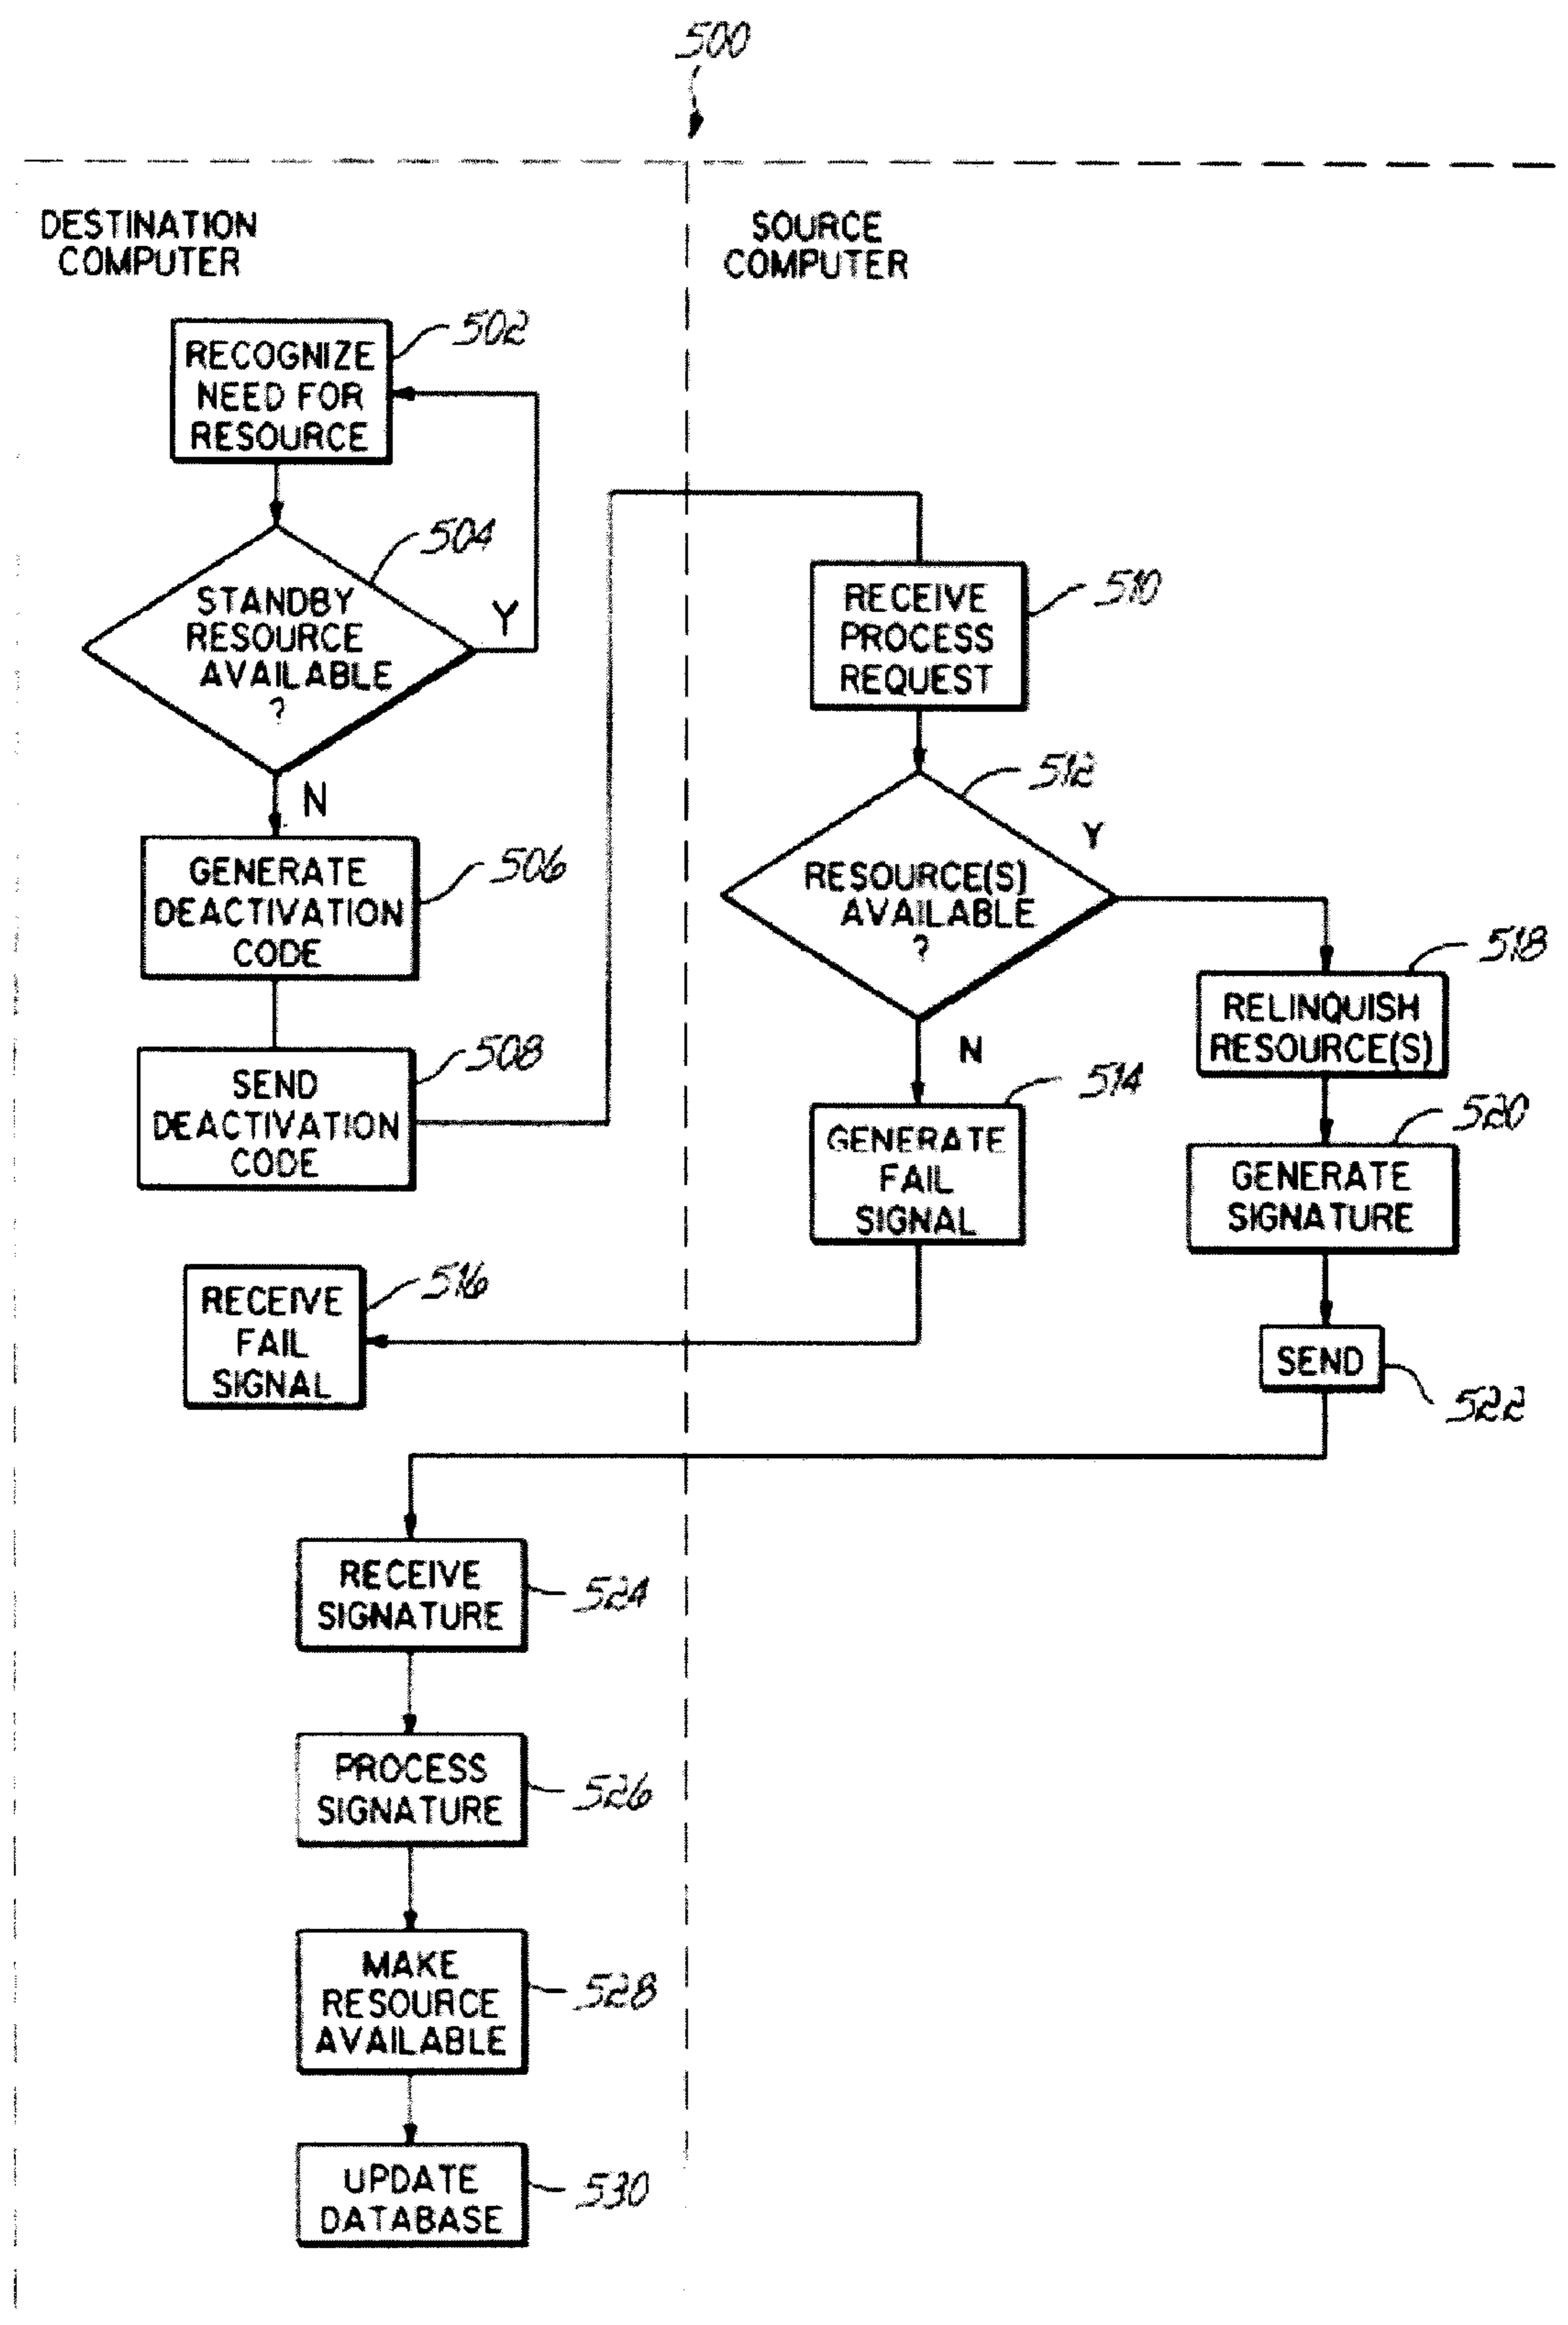 500
DESTINATION
COMPUTER
SOURCE
COMPUTER
RECOGNIZE
NEED FOR
RESOURCE
502
STANDBY
RESOURCE
AVAILABLE
?
504
Y
N
GENERATE
DEACTIVATION
CODE
506
SEND
DEACTIVATION
CODE
508
RECEIVE
PROCESS
REQUEST
510
RESOURCE(S)
AVAILABLE
?
512
Y
N
GENERATE
FAIL
SIGNAL
514
RECEIVE
FAIL
SIGNAL
516
RELINQUISH
RESOURCE(S)
518
GENERATE
SIGNATURE
520
SEND
522
RECEIVE
SIGNATURE
524
PROCESS
SIGNATURE
526
MAKE
RESOURCE
AVAILABLE
528
UPDATE
DATABASE
530